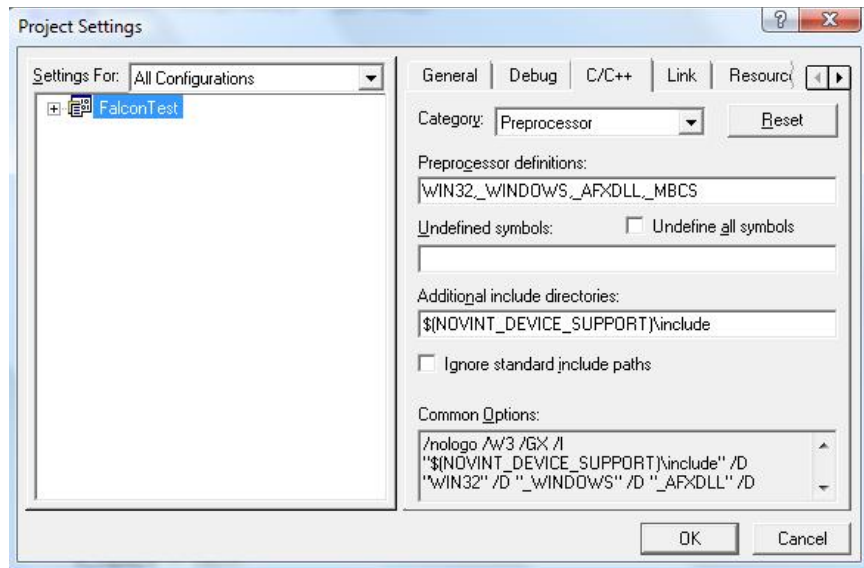 Project Settings
Settings For: All Configurations
FalconTest
General Debug C/C++ Link
Category: Preprocessor Reset
Preprocessor definitions:
WIN32,_WINDOWS,_AFXDLL,_MBCS
Undefined symbols: Undefine all symbols
Additional include directories:
$(NOVINT_DEVICE_SUPPORT)\include
Ignore standard include paths
Common Options:
/nologo /W3 /GX /I
"$(NOVINT_DEVICE_SUPPORT)\include" /D
"WIN32" /D "_WINDOWS" /D "_AFXDLL" /D
OK Cancel